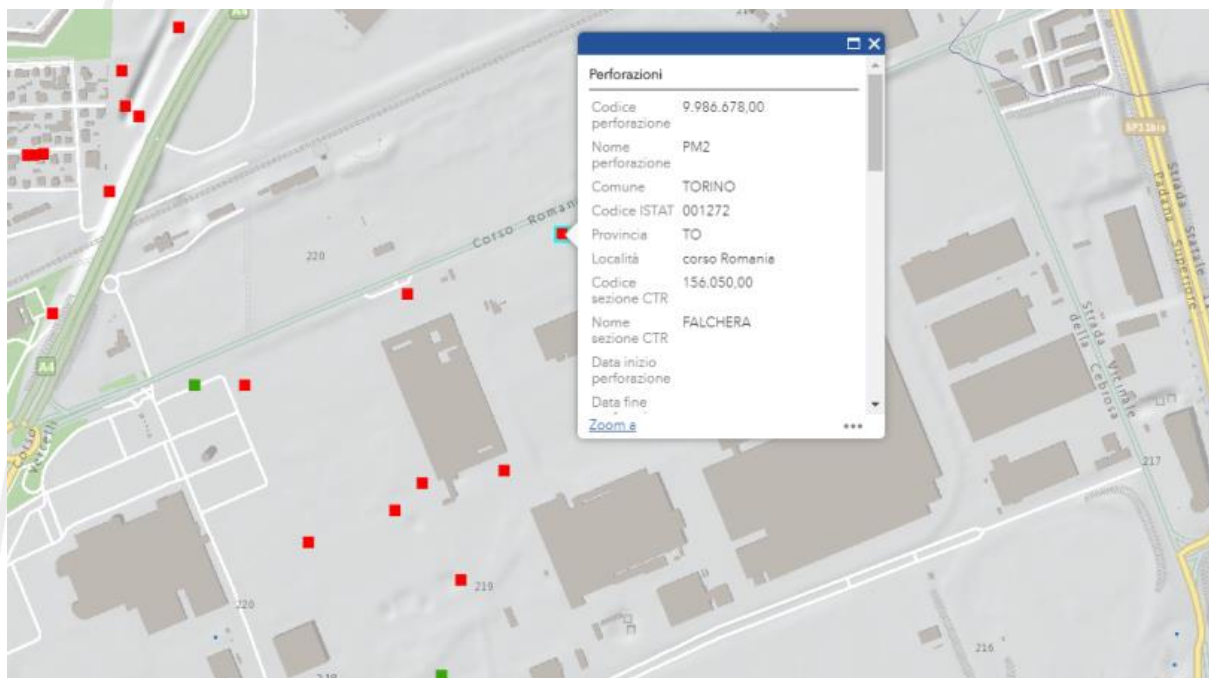 A4
Perforazioni
Codice perforazione 9.986.678,00
Nome perforazione PM2
Comune TORINO
Codice ISTAT 001272
Provincia TO
Località corso Romania
Codice sezione CTR 156.050,00
Nome sezione CTR FALCHERA
Data inizio perforazione
Data fine
Zoom a
SP11bis
Strada Statale
Padana Superiore
Corso Romani
220
A4
Corso Vercelli
Strada Vicinale
della Cebrosa
217
219
220
216